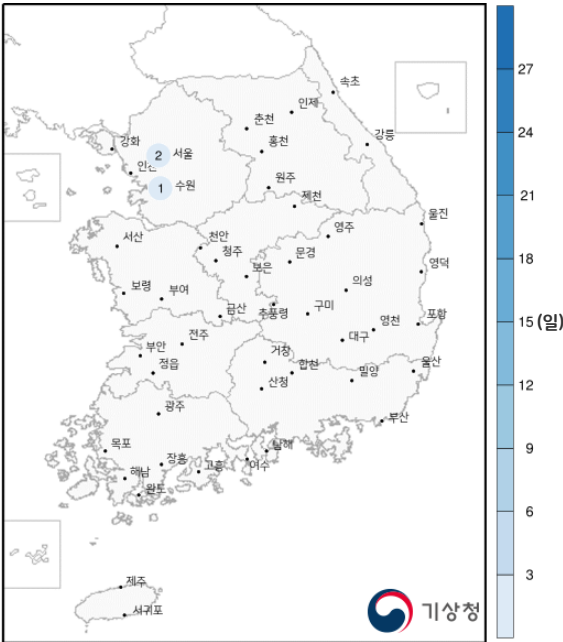 속초
27
인제
춘천
24
강릉
강화
홍천
2 서울
인천
1 수원
원주
21
제천
울진
영주
서산
천안
18
청주
문경
보은
영덕
의성
보령
부여
구미
금산
추풍령
영천
포항
15 (일)
전주
대구
부안
거창
정읍
합천
울산
밀양
12
산청
광주
부산
목포
남해
9
장흥
여수
해남
고흥
완도
6
제주
3
서귀포
기상청